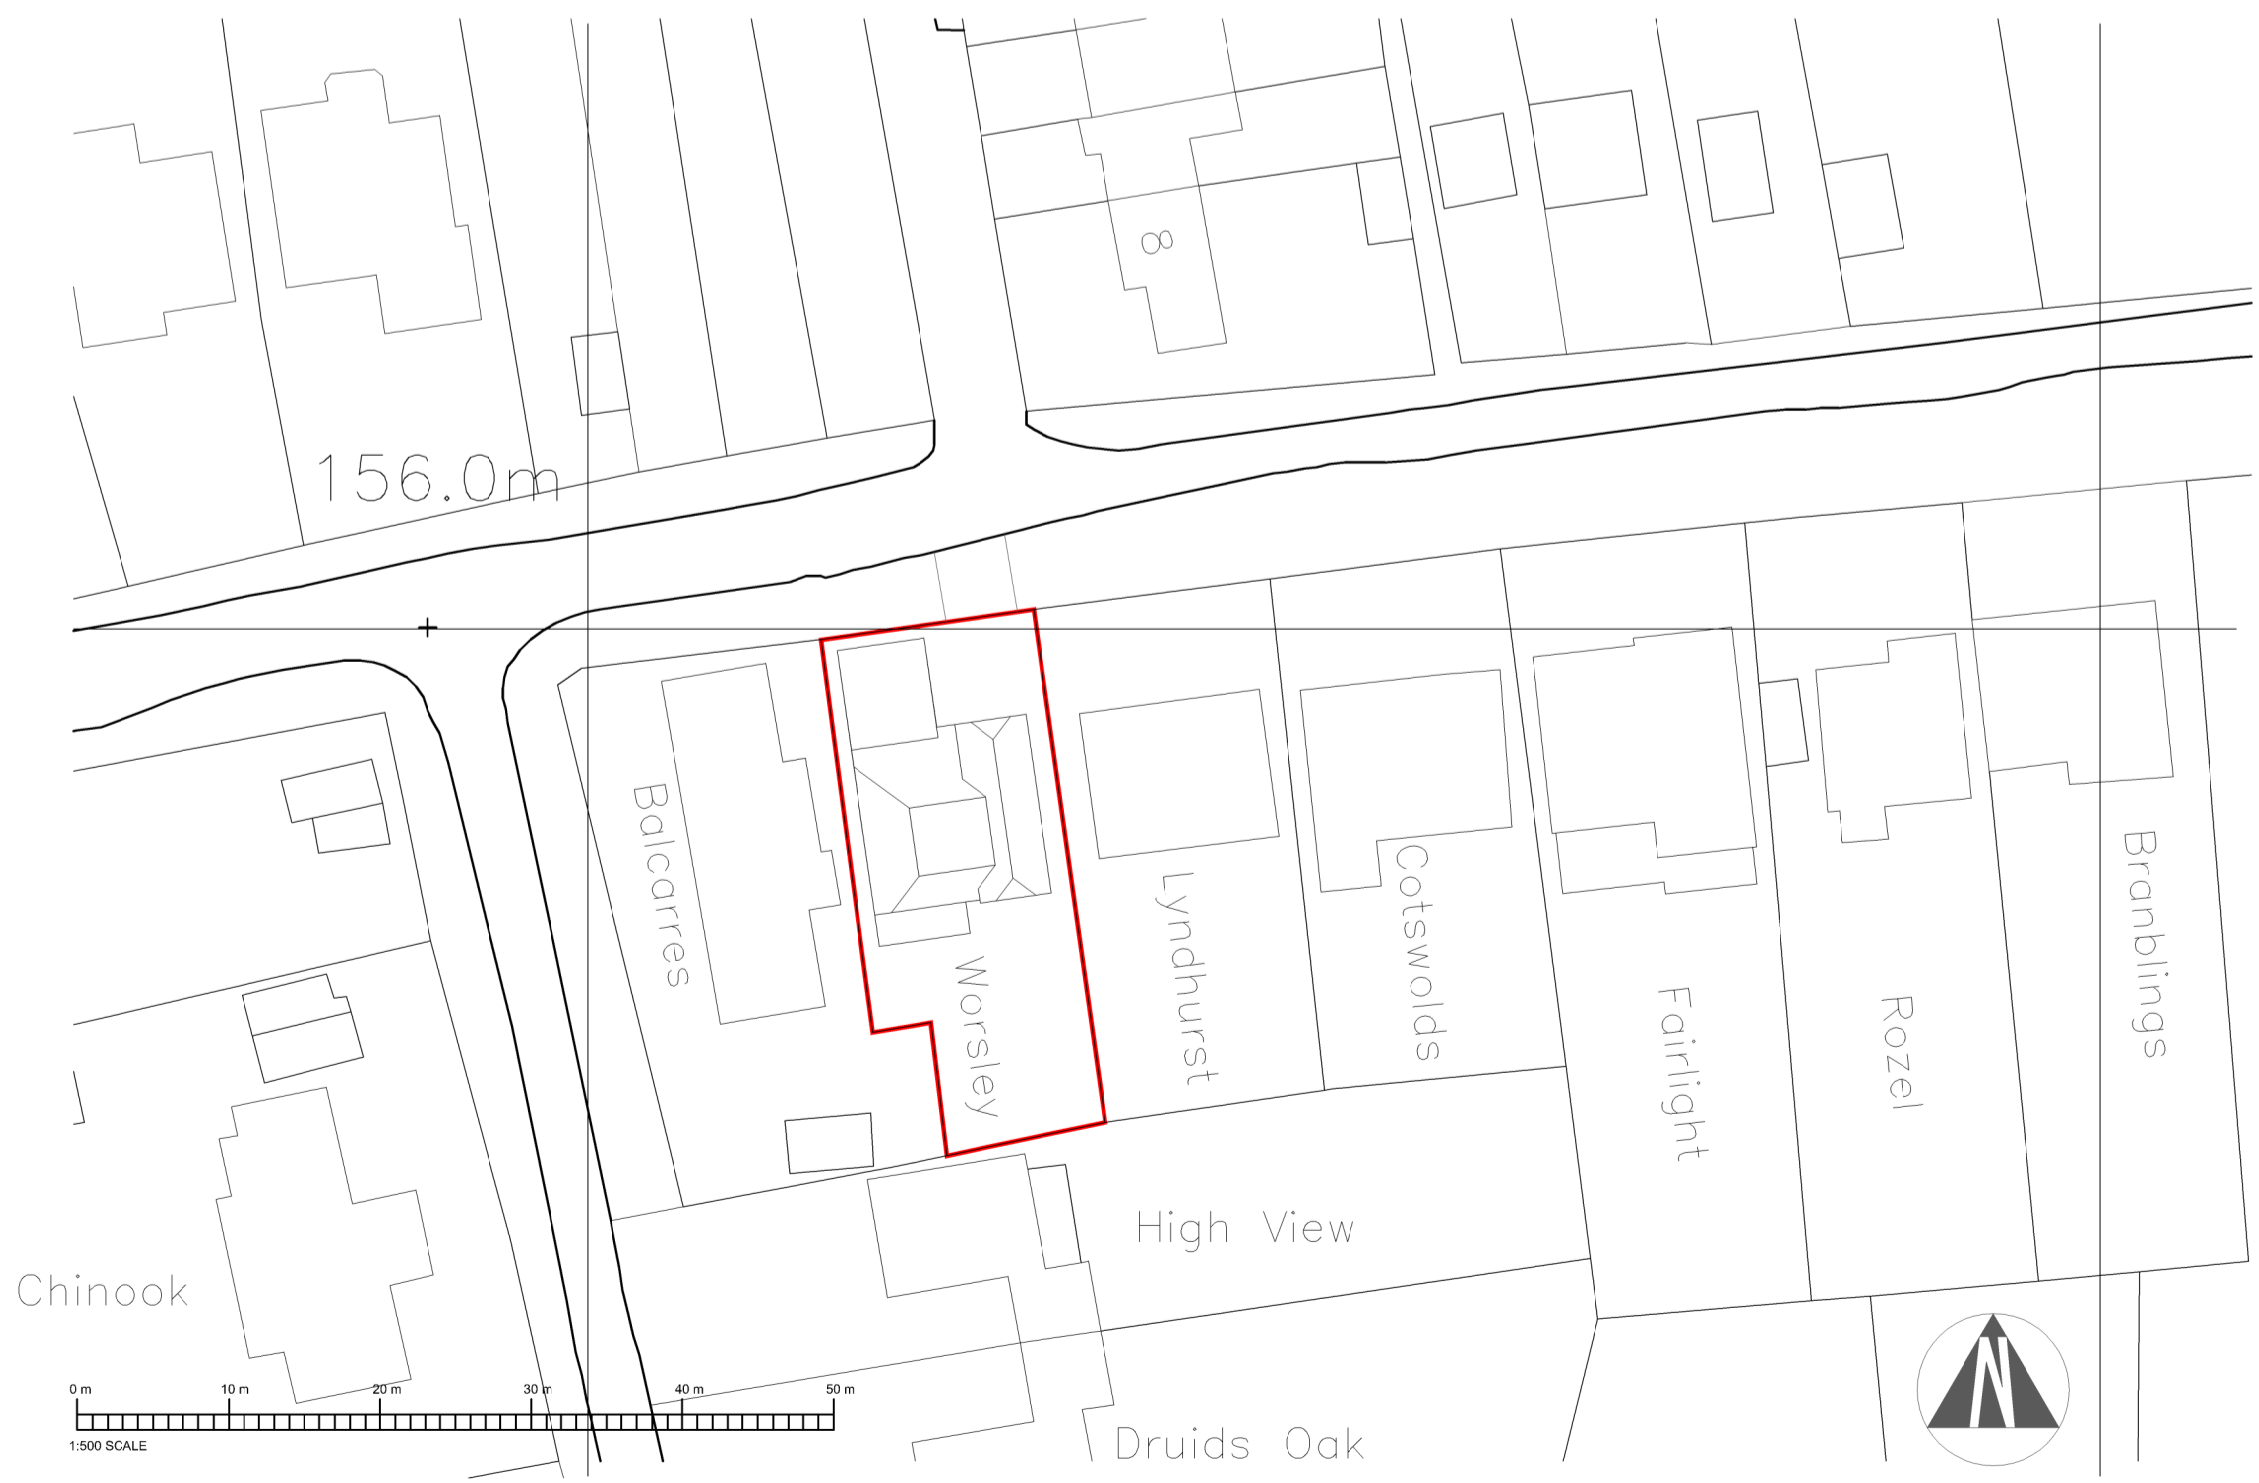 8
156.0m
Balcarres
Worsley
Lyndhurst
Cotswolds
Fairlight
Rozel
Bramblings
High View
Chinook
Druids Oak
0 m 10 m 20 m 30 m 40 m 50 m
1:500 SCALE
N